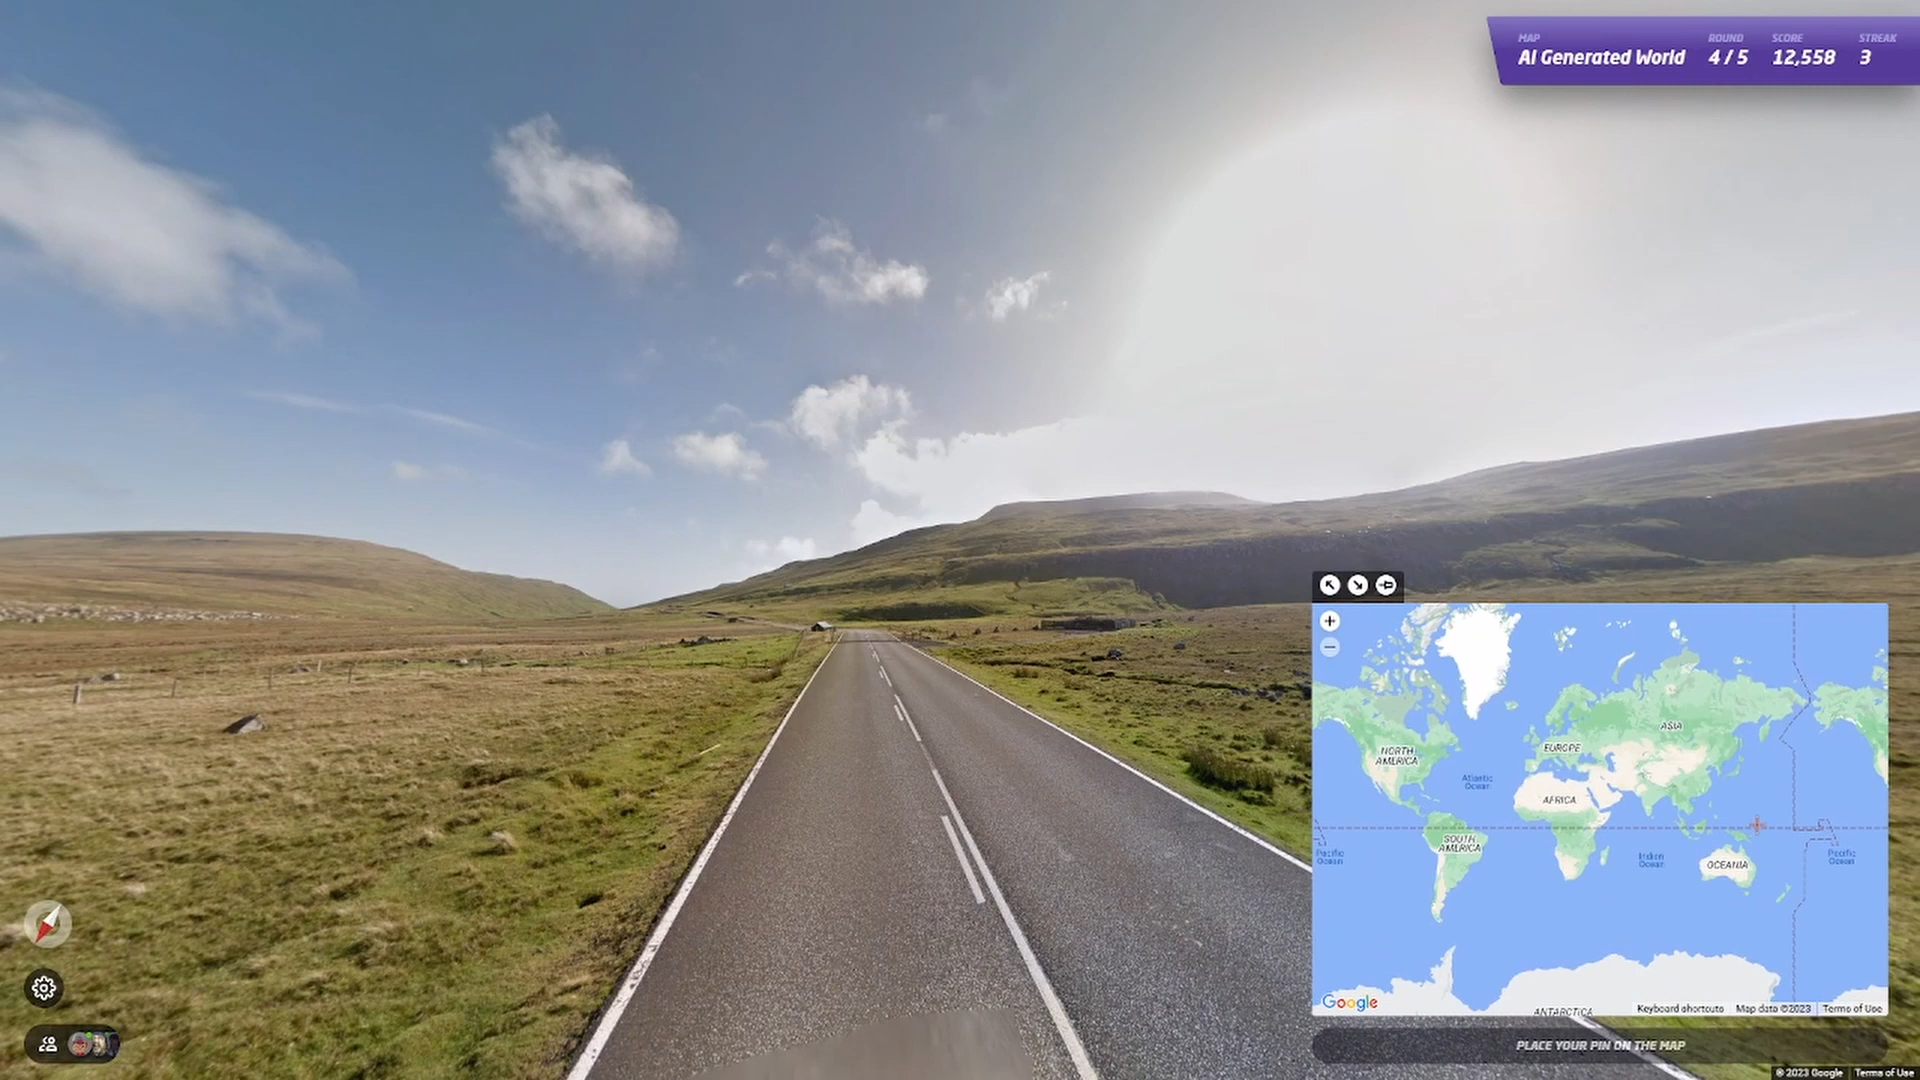 MAP
AI Generated World
ROUND
4 / 5
SCORE
12,558
STREAK
3
NORTH
AMERICA
Atlantic
Ocean
EUROPE
ASIA
AFRICA
SOUTH
AMERICA
Pacific
Ocean
Indian
Ocean
OCEANIA
Pacific
Ocean
ANTARCTICA
Google
Keyboard shortcuts
Map data ©2023
Terms of Use
PLACE YOUR PIN ON THE MAP
© 2023 Google
Terms of Use